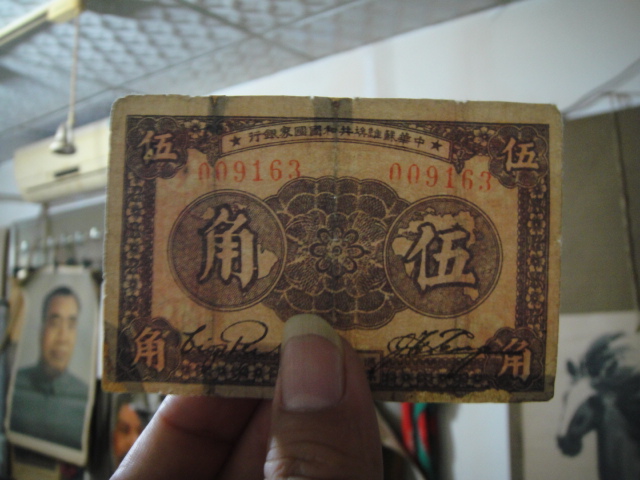 中華蘇維埃共和國國家銀行
伍 伍
009163 009163
伍角
角 角